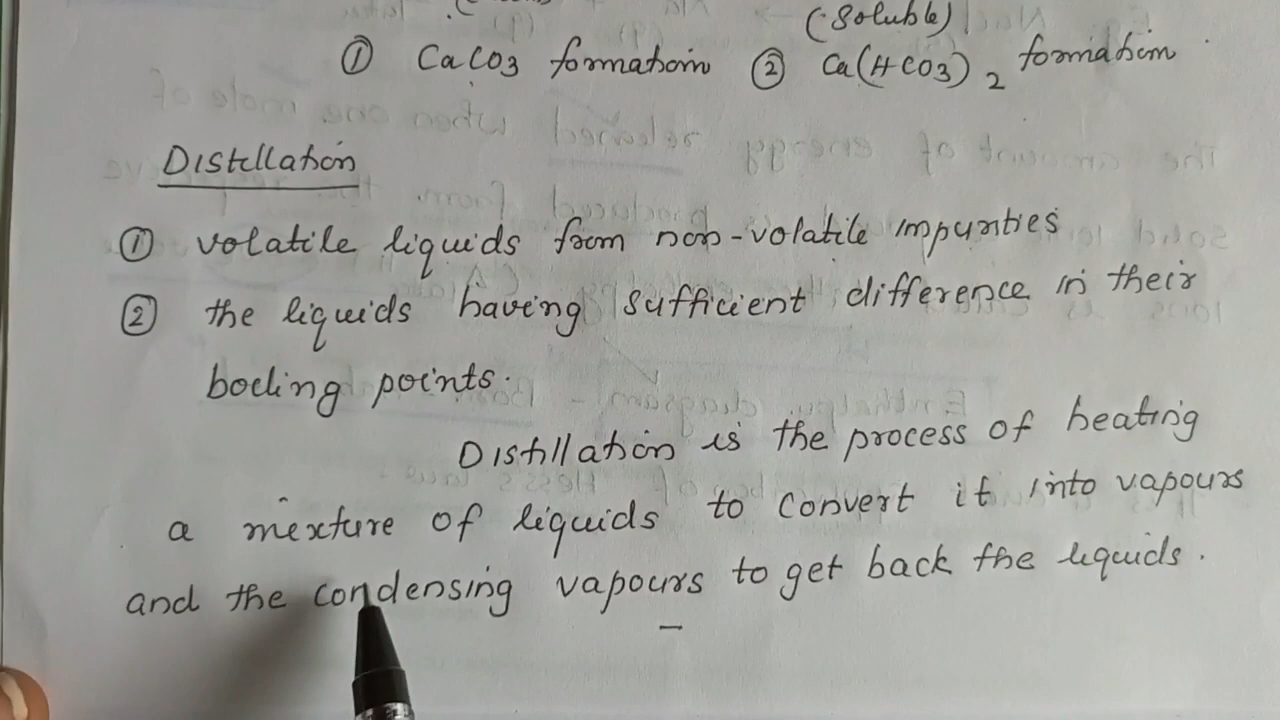 (Soluble)
① CaCO3 formation ② Ca(HCO3)2 formation
Distillation
① volatile liquids from non-volatile impurities
② the liquids having sufficient difference in their
boiling points.
Distillation is the process of heating
a mixture of liquids to convert it into vapours
and the condensing vapours to get back the liquids.